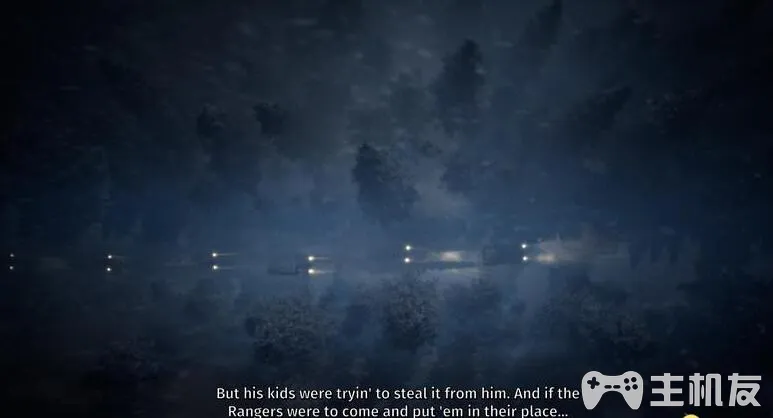 But his kids were tryin' to steal it from him. And if the
Rangers were to come and put 'em in their place...
主机友